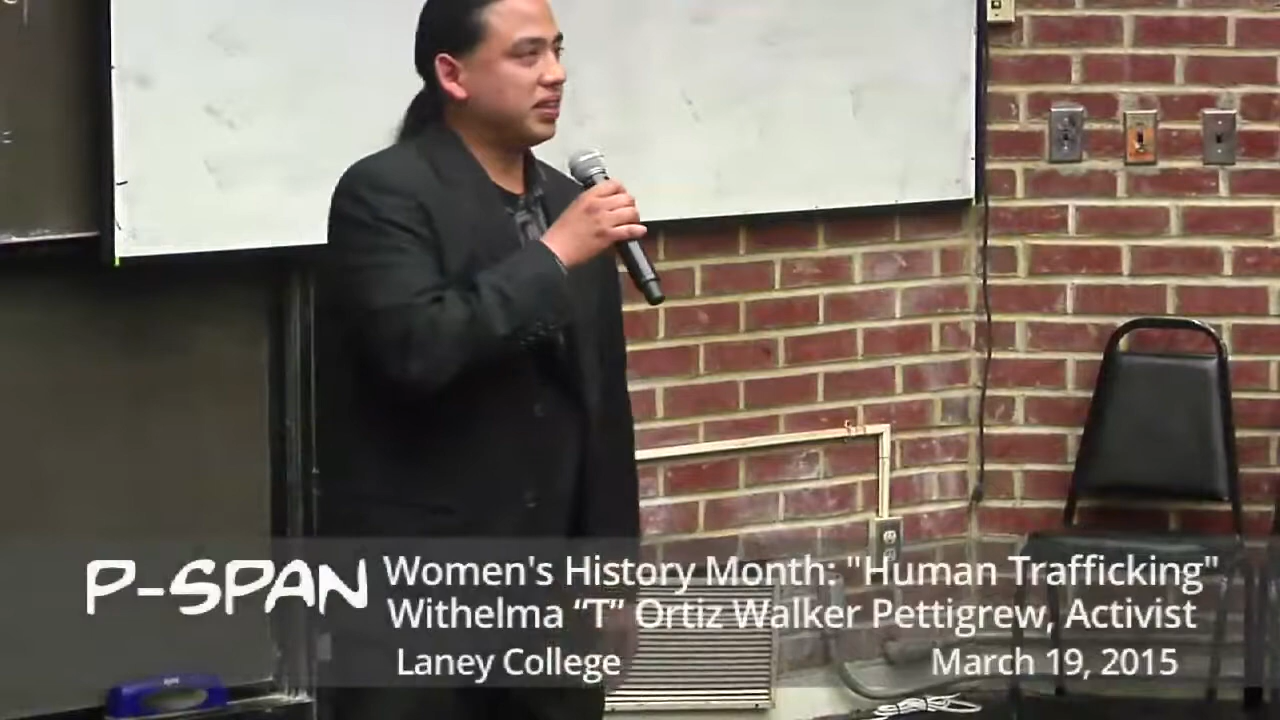 P-SPAN
Women's History Month: "Human Trafficking"
Withelma “T” Ortiz Walker Pettigrew, Activist
Laney College
March 19, 2015